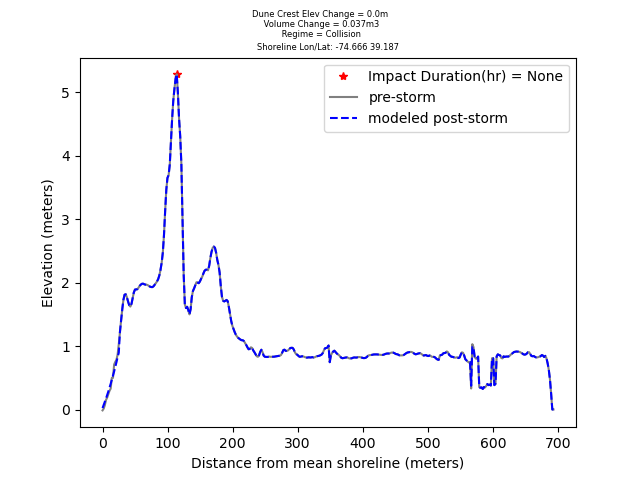 Dune Crest Elev Change = 0.0m
Volume Change = 0.037m3
Regime = Collision
Shoreline Lon/Lat: -74.666 39.187
Impact Duration(hr) = None
pre-storm
modeled post-storm
Elevation (meters)
5
4
3
2
1
0
0 100 200 300 400 500 600 700
Distance from mean shoreline (meters)